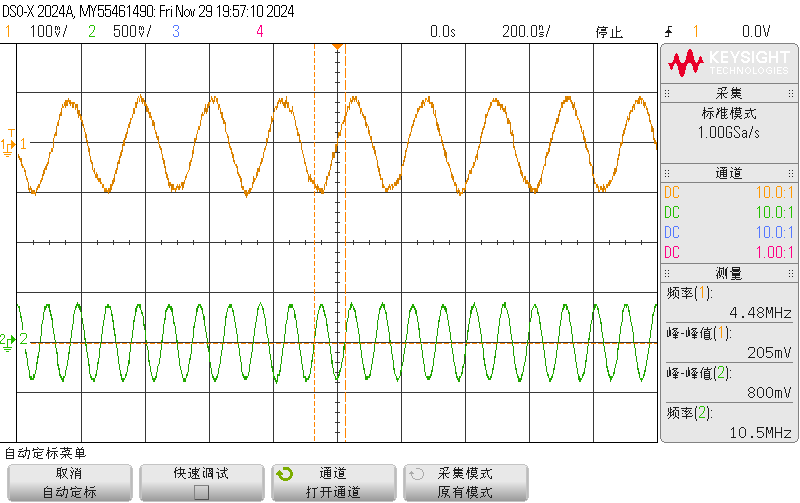 DSO-X 2024A, MY55461490: Fri Nov 29 19:57:10 2024
1 100mV/ 2 500mV/ 3 4 0.0s 200.0ns/ 停止 1 0.0V
KEYSIGHT
TECHNOLOGIES
采集
标准模式
1.00GSa/s
通道
DC 10.0:1
DC 10.0:1
DC 10.0:1
DC 1.00:1
测量
频率(1):
4.48MHz
峰-峰值(1):
205mV
峰-峰值(2):
800mV
频率(2):
10.5MHz
T
1 1
2 2
自动定标菜单
取消
自动定标
快速调试
通道
打开通道
采集模式
原有模式